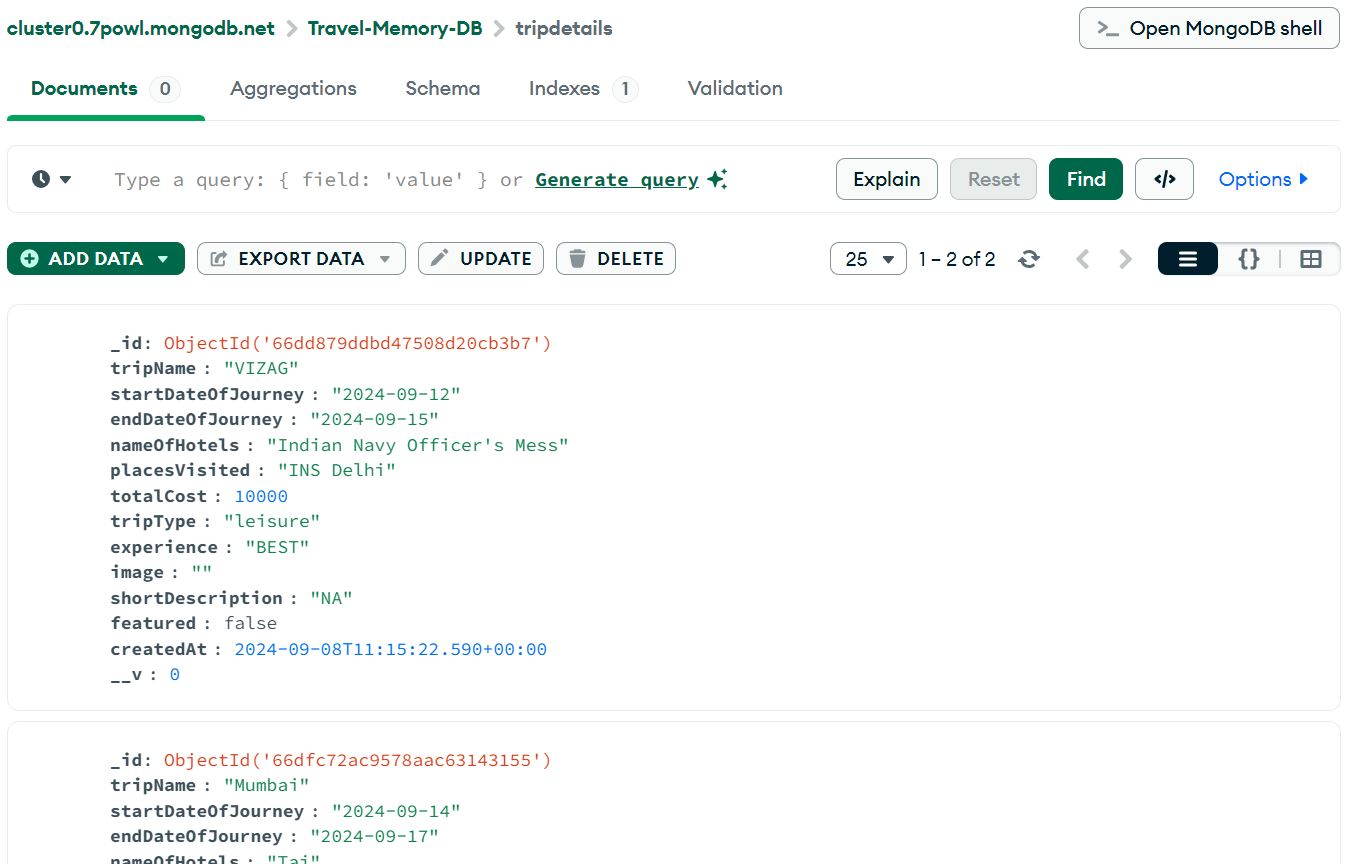 cluster0.7powl.mongodb.net > Travel-Memory-DB > tripdetails
>_ Open MongoDB shell
Documents 0 Aggregations Schema Indexes 1 Validation
Type a query: { field: 'value' } or Generate query
Explain Reset Find </> Options
ADD DATA EXPORT DATA UPDATE DELETE 25 1 – 2 of 2 {}
_id: ObjectId('66dd879ddbd47508d20cb3b7')
tripName : "VIZAG"
startDateOfJourney : "2024-09-12"
endDateOfJourney : "2024-09-15"
nameOfHotels : "Indian Navy Officer's Mess"
placesVisited : "INS Delhi"
totalCost : 10000
tripType : "leisure"
experience : "BEST"
image : ""
shortDescription : "NA"
featured : false
createdAt : 2024-09-08T11:15:22.590+00:00
__v : 0
_id: ObjectId('66dfc72ac9578aac63143155')
tripName : "Mumbai"
startDateOfJourney : "2024-09-14"
endDateOfJourney : "2024-09-17"
nameOfHotels : "Taj"